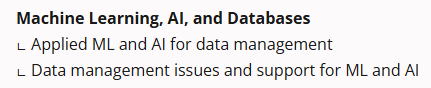 Machine Learning, AI, and Databases
∟ Applied ML and AI for data management
∟ Data management issues and support for ML and AI